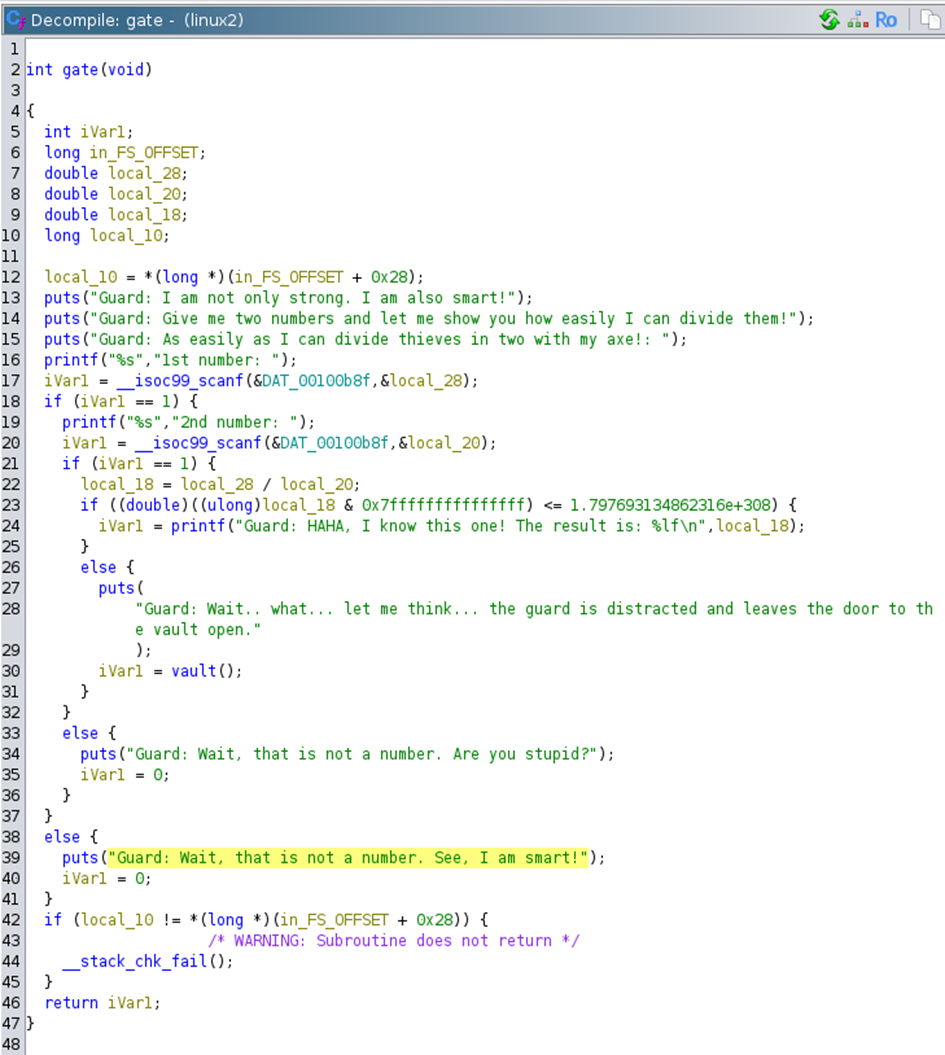 Decompile: gate - (linux2)
Ro
1
2 int gate(void)
3
4 {
5 int iVar1;
6 long in_FS_OFFSET;
7 double local_28;
8 double local_20;
9 double local_18;
10 long local_10;
11
12 local_10 = *(long *)(in_FS_OFFSET + 0x28);
13 puts("Guard: I am not only strong. I am also smart!");
14 puts("Guard: Give me two numbers and let me show you how easily I can divide them!");
15 puts("Guard: As easily as I can divide thieves in two with my axe!: ");
16 printf("%s","1st number: ");
17 iVar1 = __isoc99_scanf(&DAT_00100b8f,&local_28);
18 if (iVar1 == 1) {
19 printf("%s","2nd number: ");
20 iVar1 = __isoc99_scanf(&DAT_00100b8f,&local_20);
21 if (iVar1 == 1) {
22 local_18 = local_28 / local_20;
23 if ((double)((ulong)local_18 & 0x7fffffffffffffff) <= 1.797693134862316e+308) {
24 iVar1 = printf("Guard: HAHA, I know this one! The result is: %lf\n",local_18);
25 }
26 else {
27 puts(
28 "Guard: Wait.. what... let me think... the guard is distracted and leaves the door to th
e vault open."
29 );
30 iVar1 = vault();
31 }
32 }
33 else {
34 puts("Guard: Wait, that is not a number. Are you stupid?");
35 iVar1 = 0;
36 }
37 }
38 else {
39 puts("Guard: Wait, that is not a number. See, I am smart!");
40 iVar1 = 0;
41 }
42 if (local_10 != *(long *)(in_FS_OFFSET + 0x28)) {
43 /* WARNING: Subroutine does not return */
44 __stack_chk_fail();
45 }
46 return iVar1;
47 }
48